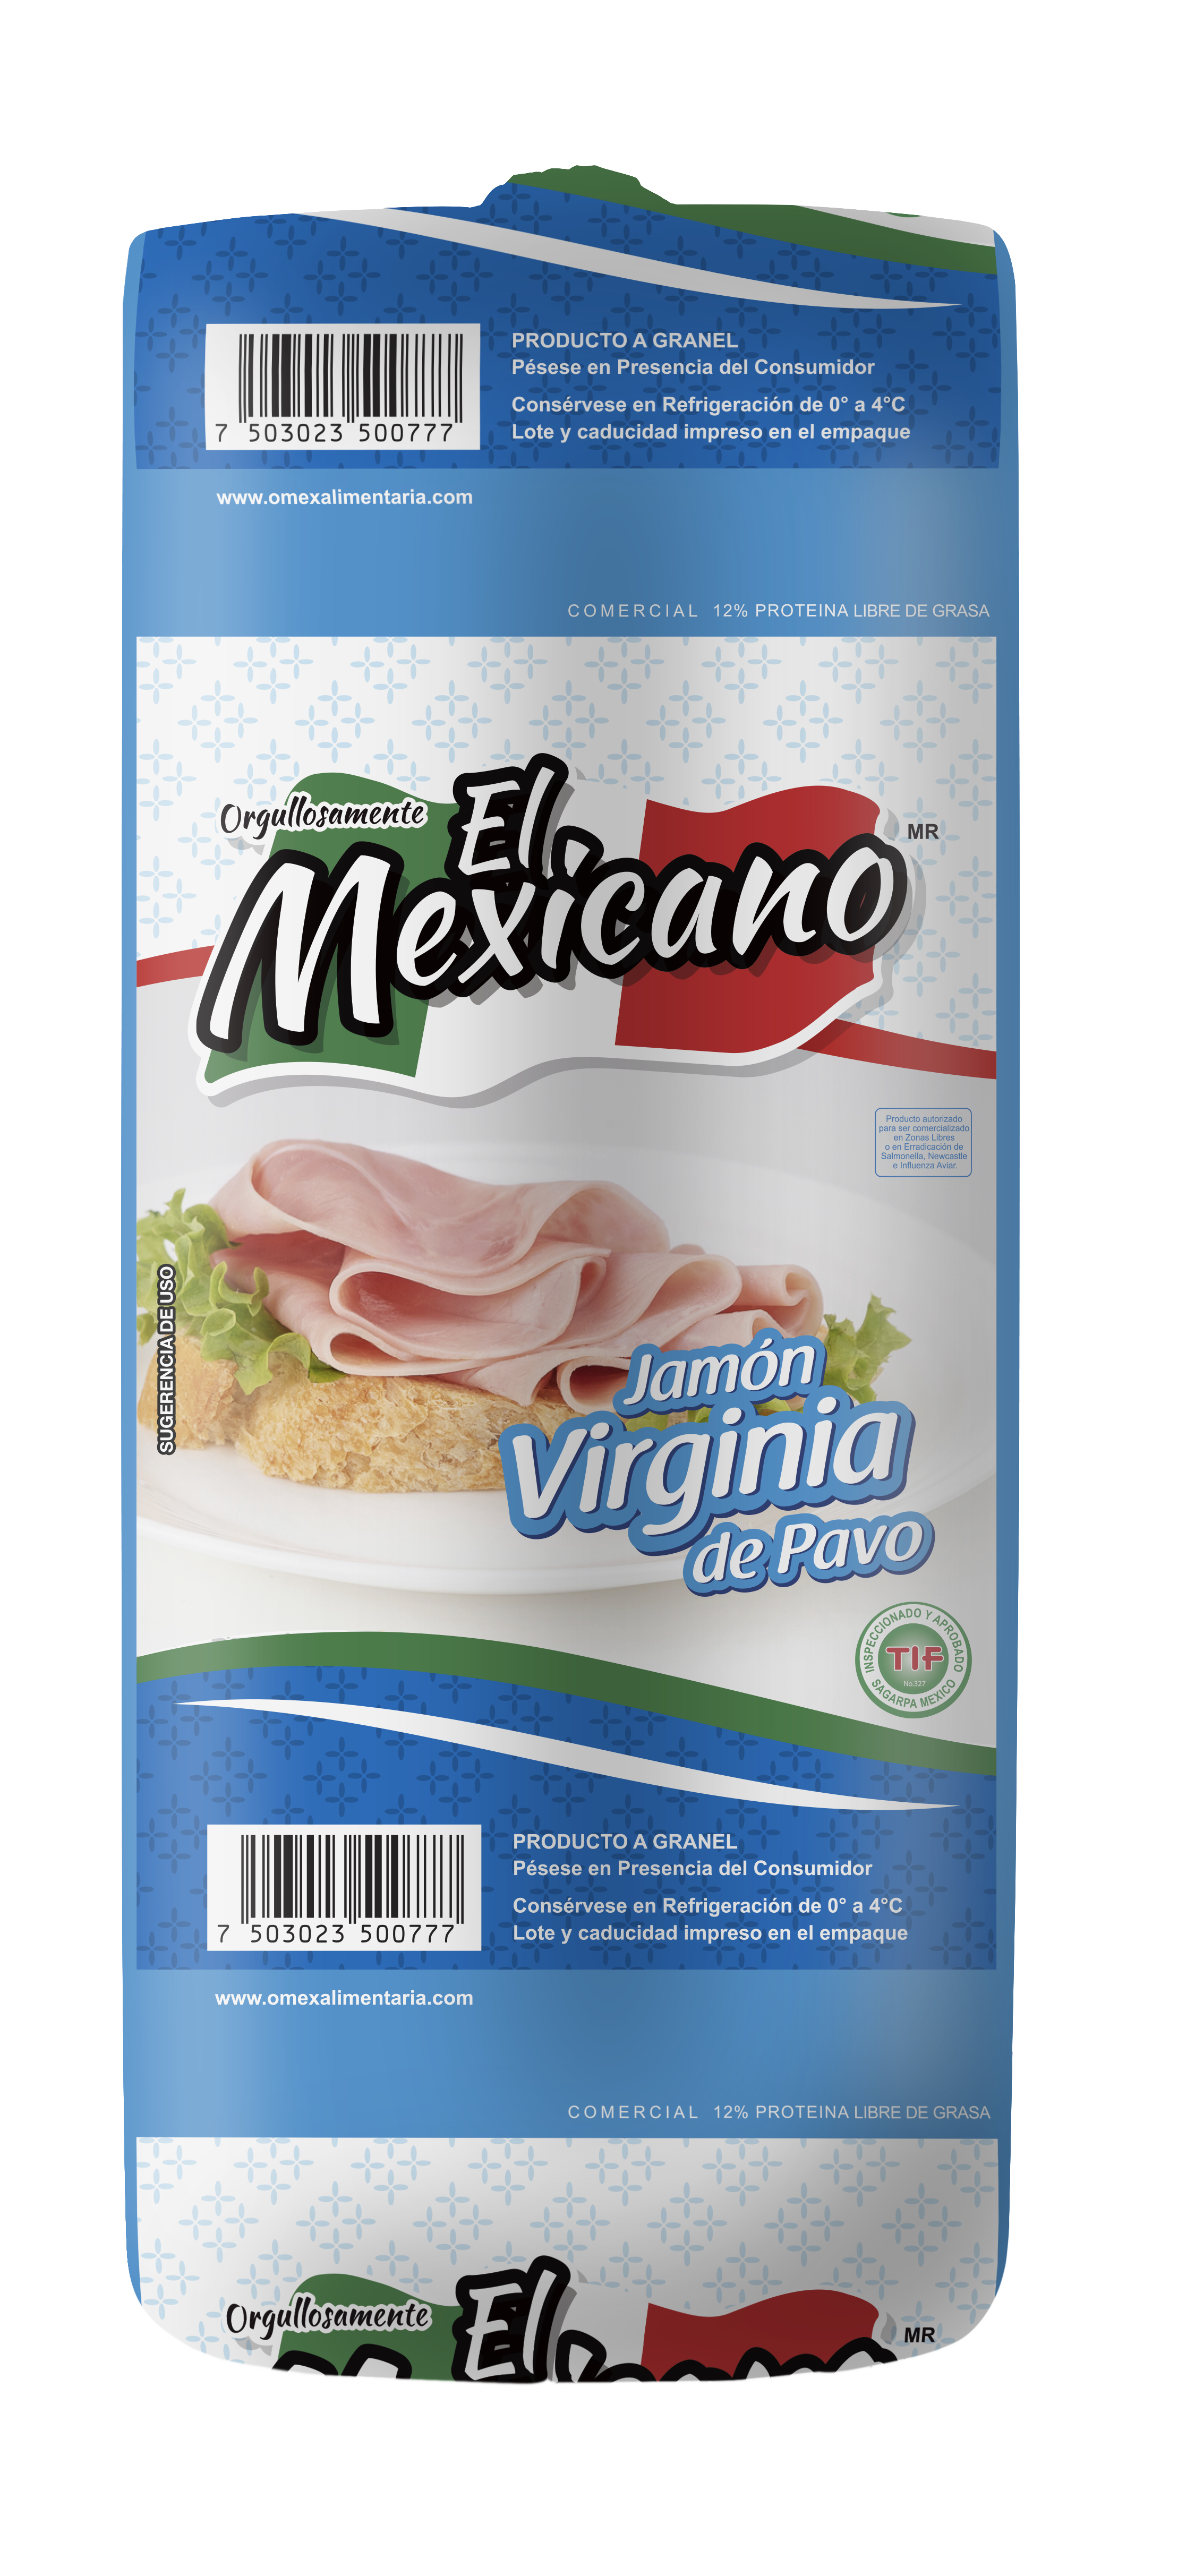 7 503023 500777
PRODUCTO A GRANEL
Pésese en Presencia del Consumidor
Consérvese en Refrigeración de 0° a 4°C
Lote y caducidad impreso en el empaque
www.omexalimentaria.com
COMERCIAL 12% PROTEINA LIBRE DE GRASA
Orgullosamente
El
Mexicano
MR
Producto autorizado
para ser comercializado
en Zonas Libres
o en Erradicación de
Salmonella, Newcastle
e Influenza Aviar.
SUGERENCIA DE USO
Jamón
Virginia
de Pavo
INSPECCIONADO Y APROBADO
TIF
No.327
SAGARPA MEXICO
7 503023 500777
PRODUCTO A GRANEL
Pésese en Presencia del Consumidor
Consérvese en Refrigeración de 0° a 4°C
Lote y caducidad impreso en el empaque
www.omexalimentaria.com
COMERCIAL 12% PROTEINA LIBRE DE GRASA
Orgullosamente
El
MR